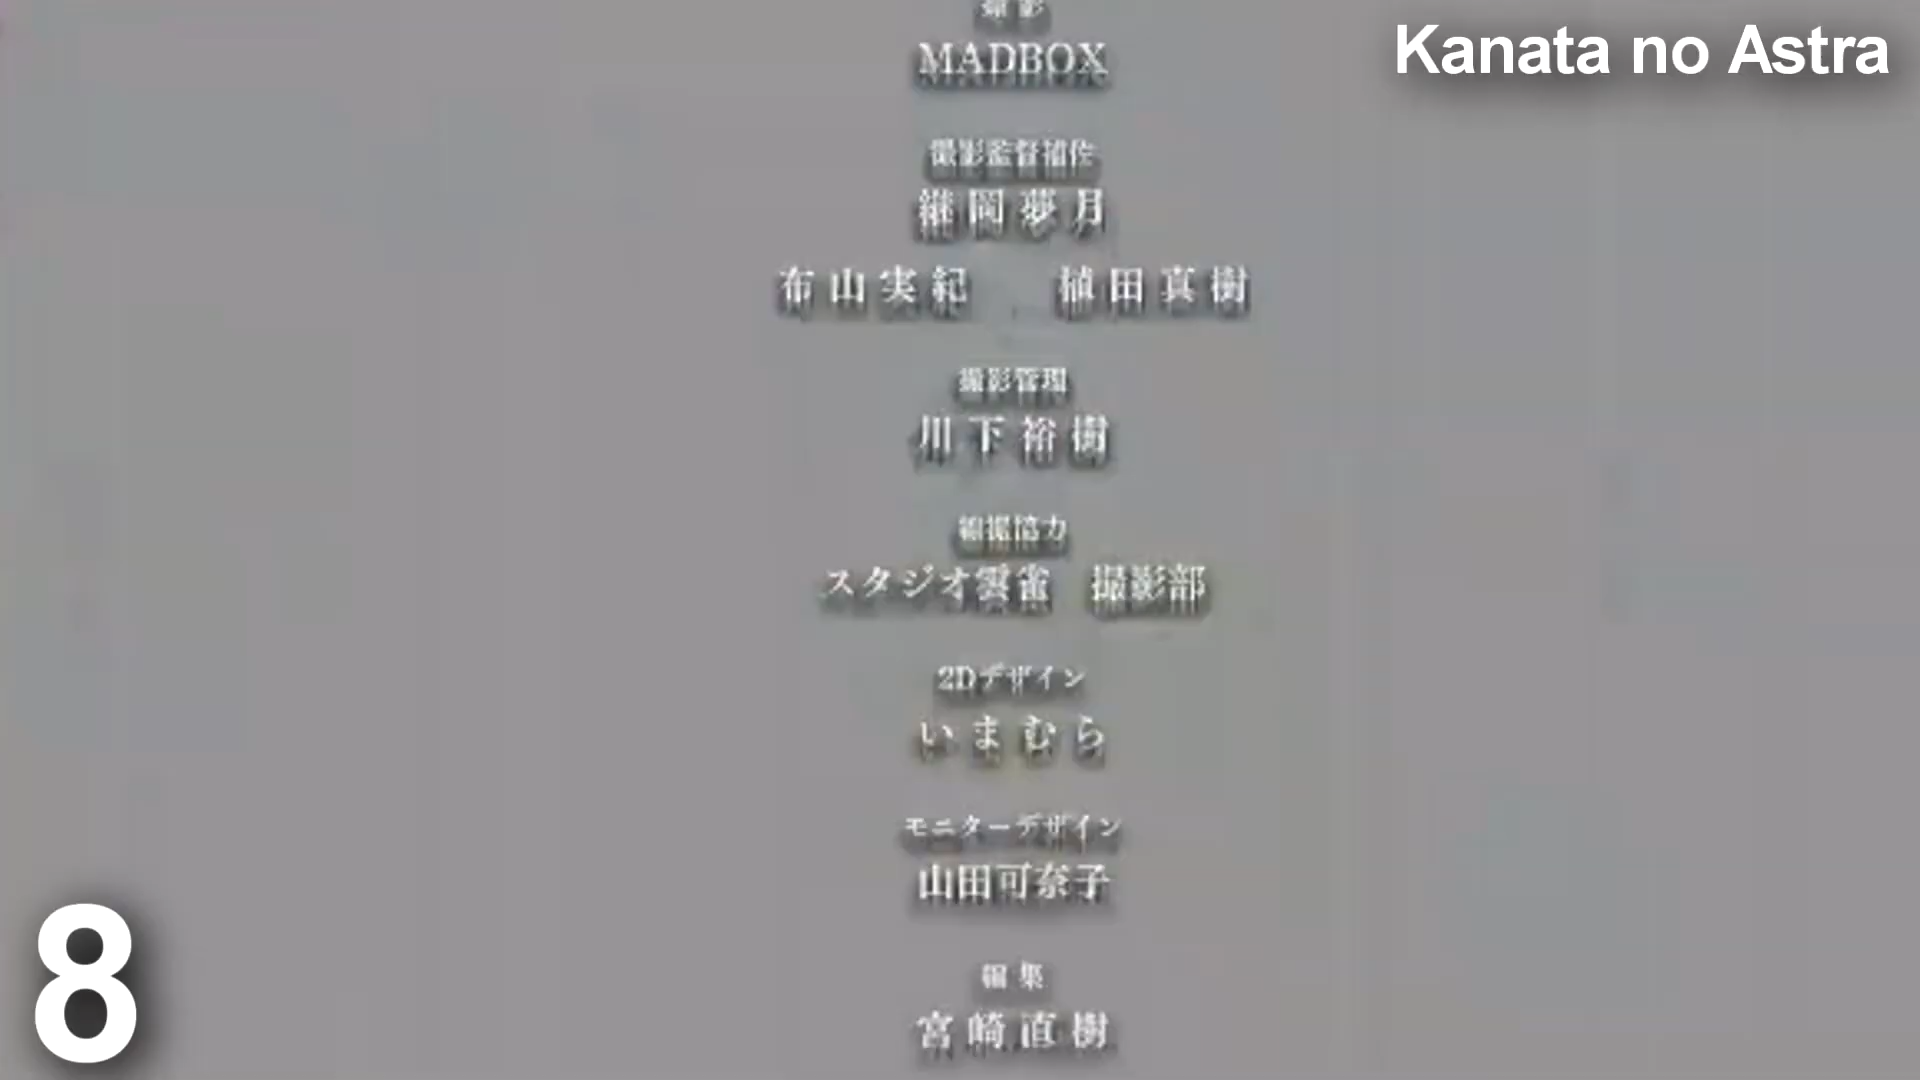 Kanata no Astra
撮影
MADBOX
撮影監督補佐
継岡夢月
布山実紀 植田真樹
撮影管理
川下裕樹
線撮協力
スタジオ雲雀 撮影部
2Dデザイン
いまむら
モニターデザイン
山田可奈子
編集
宮崎直樹
8